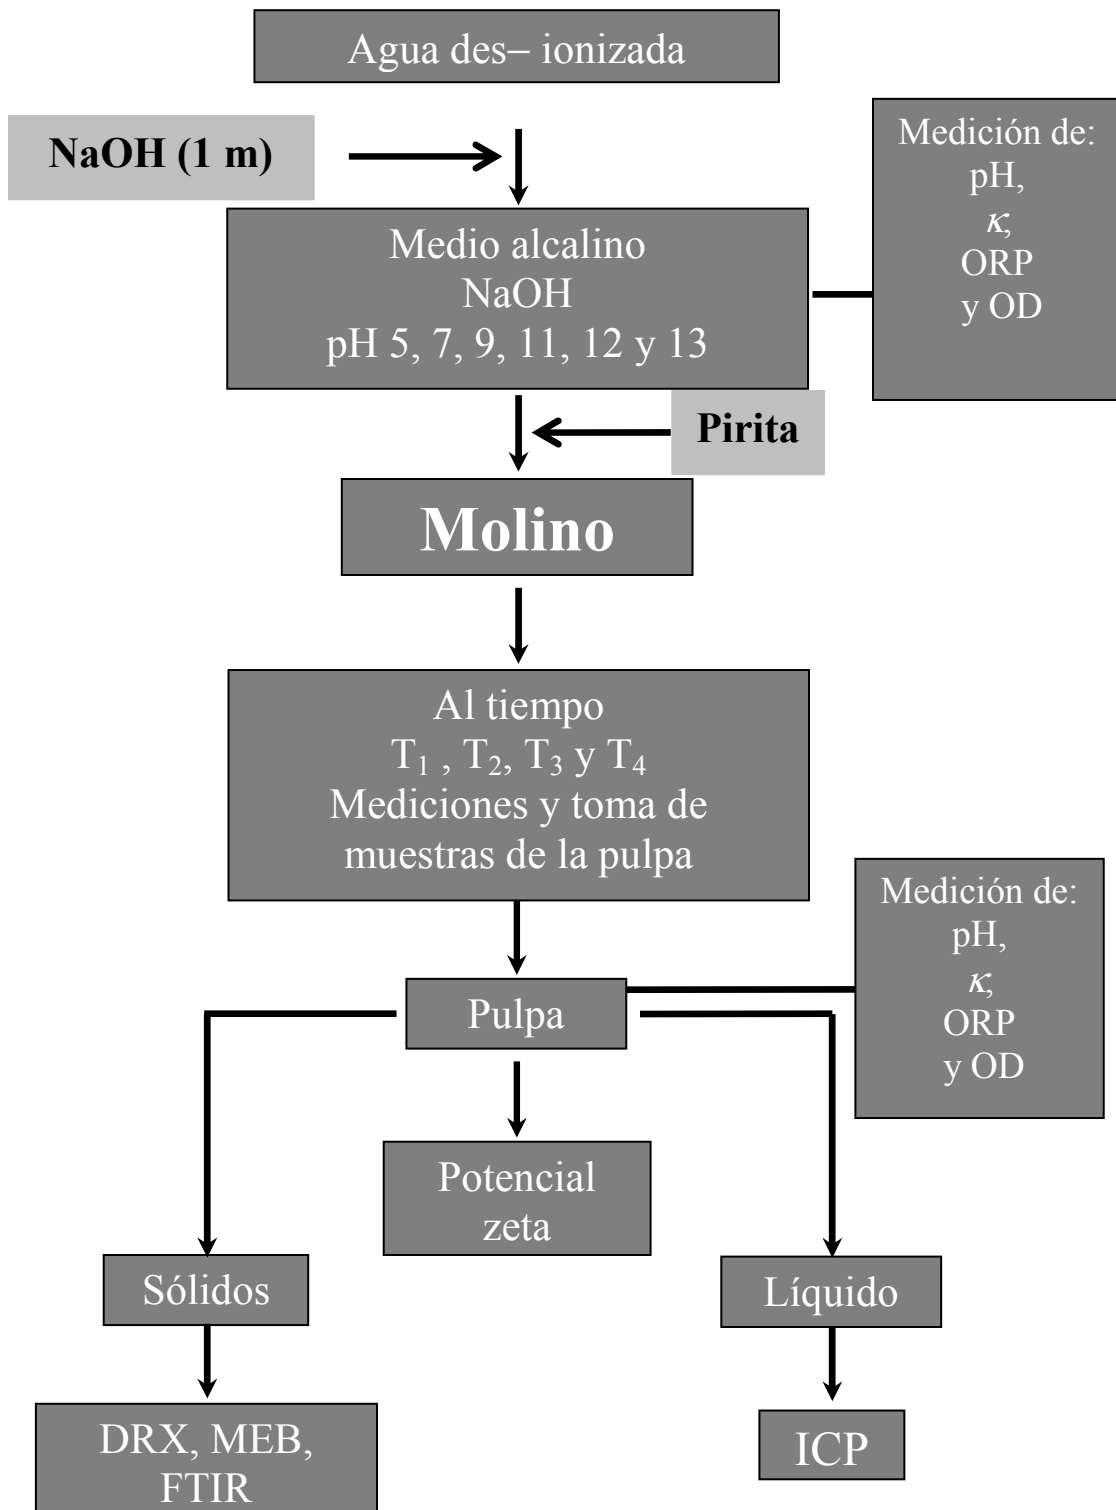 Agua des– ionizada
NaOH (1 m)
Medición de:
pH,
κ,
ORP
y OD
Medio alcalino
NaOH
pH 5, 7, 9, 11, 12 y 13
Pirita
Molino
Al tiempo
T₁ , T₂, T₃ y T₄
Mediciones y toma de
muestras de la pulpa
Medición de:
pH,
κ,
ORP
y OD
Pulpa
Potencial
zeta
Sólidos
Líquido
DRX, MEB,
FTIR
ICP